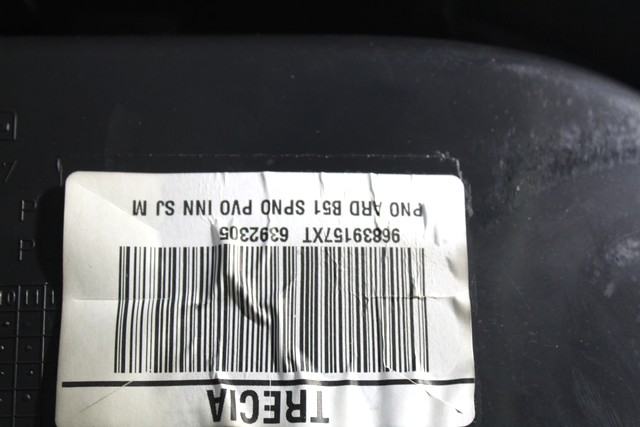 TRECIA
96839157XT 6392305
PNO ARD B51 SPNO PVO INN SJ M